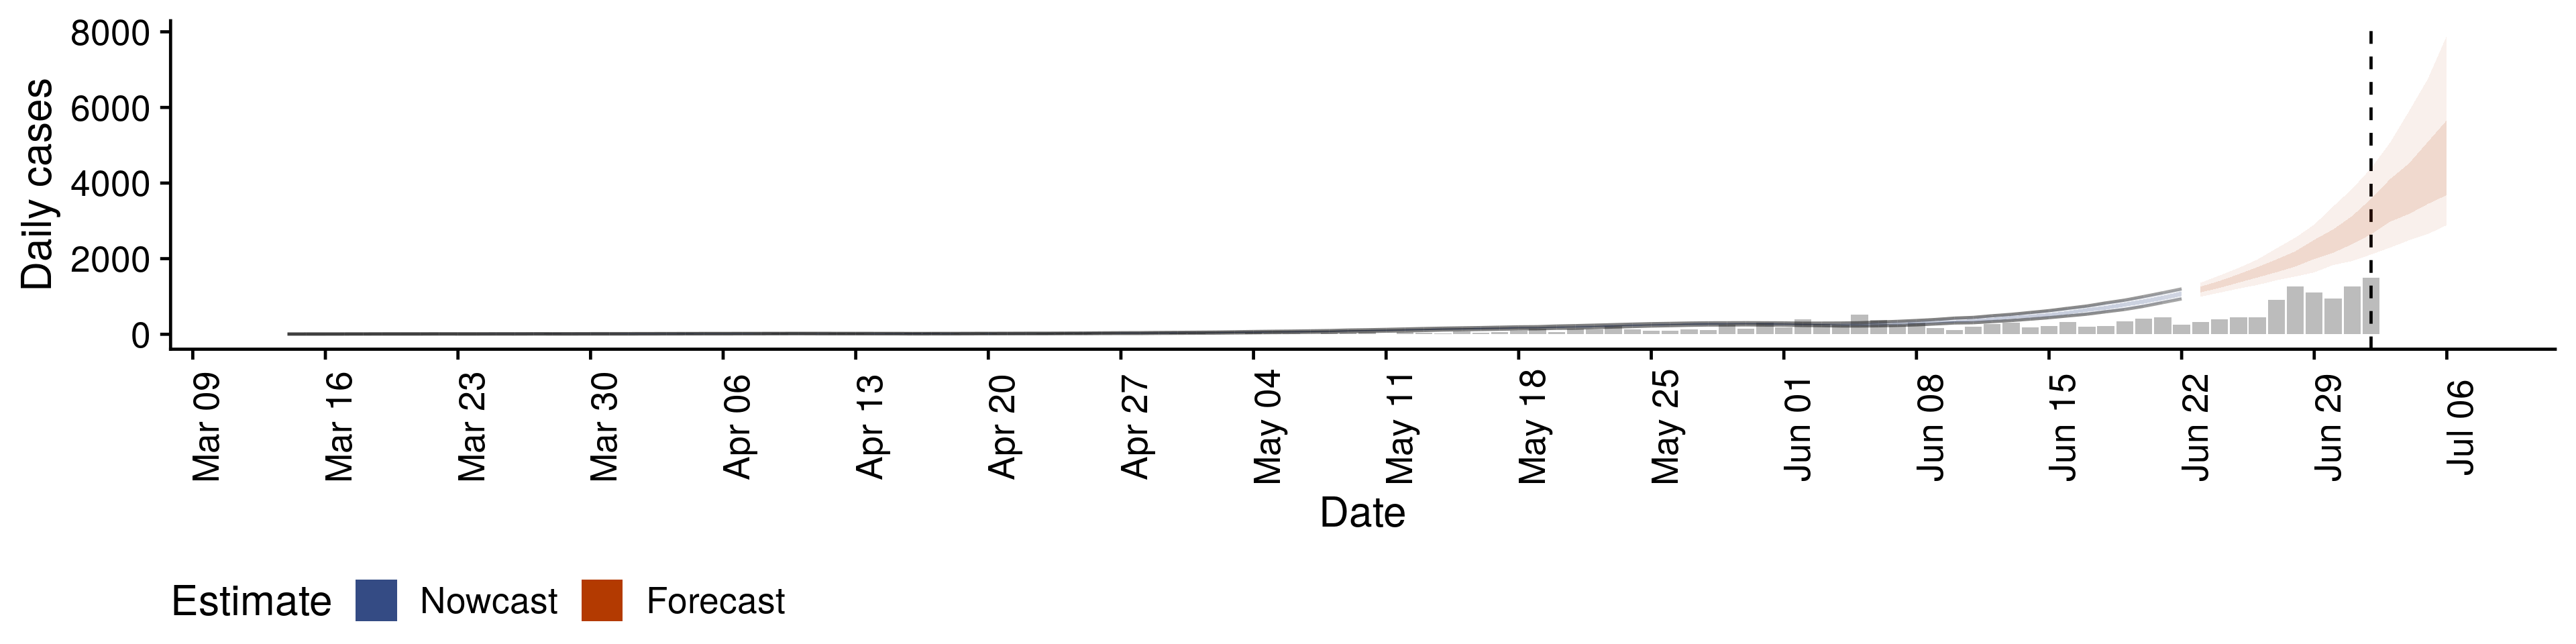 Daily cases
8000
6000
4000
2000
0
Mar 09
Mar 16
Mar 23
Mar 30
Apr 06
Apr 13
Apr 20
Apr 27
May 04
May 11
May 18
May 25
Jun 01
Jun 08
Jun 15
Jun 22
Jun 29
Jul 06
Date
Estimate Nowcast Forecast